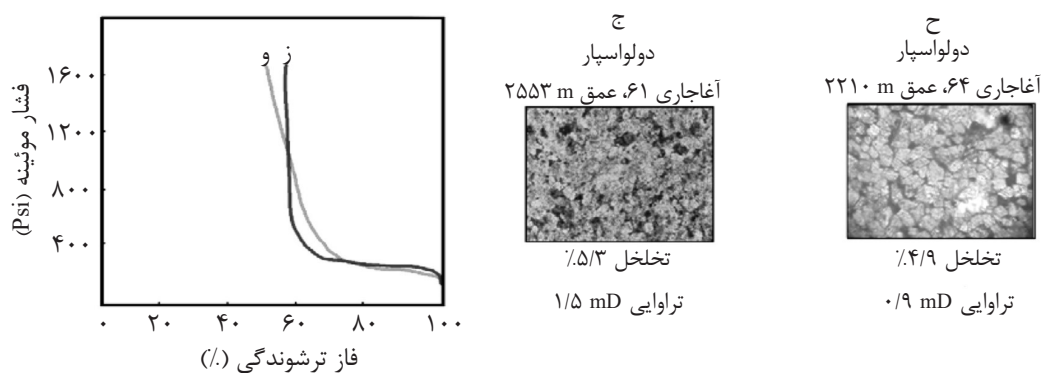 و ز
فشار موئینه (Psi)
۱۶۰۰
۱۲۰۰
۸۰۰
۴۰۰
۰ ۲۰ ۴۰ ۶۰ ۸۰ ۱۰۰
فاز ترشوندگی (٪)
ج
دولواسپار
آغاجاری ۶۱، عمق ۲۵۵۳ m
تخلخل ۵/۳٪
تراوایی ۱/۵ mD
ح
دولواسپار
آغاجاری ۶۴، عمق ۲۲۱۰ m
تخلخل ۴/۹٪
تراوایی ۰/۹ mD